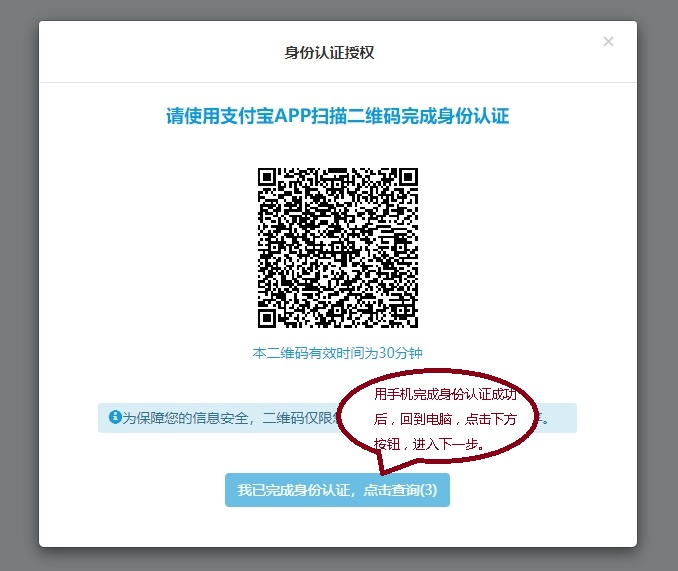 身份认证授权
×
请使用支付宝APP扫描二维码完成身份认证
本二维码有效时间为30分钟
为保障您的信息安全，二维码仅限
用手机完成身份认证成功
后，回到电脑，点击下方
按钮，进入下一步。
我已完成身份认证，点击查询(3)